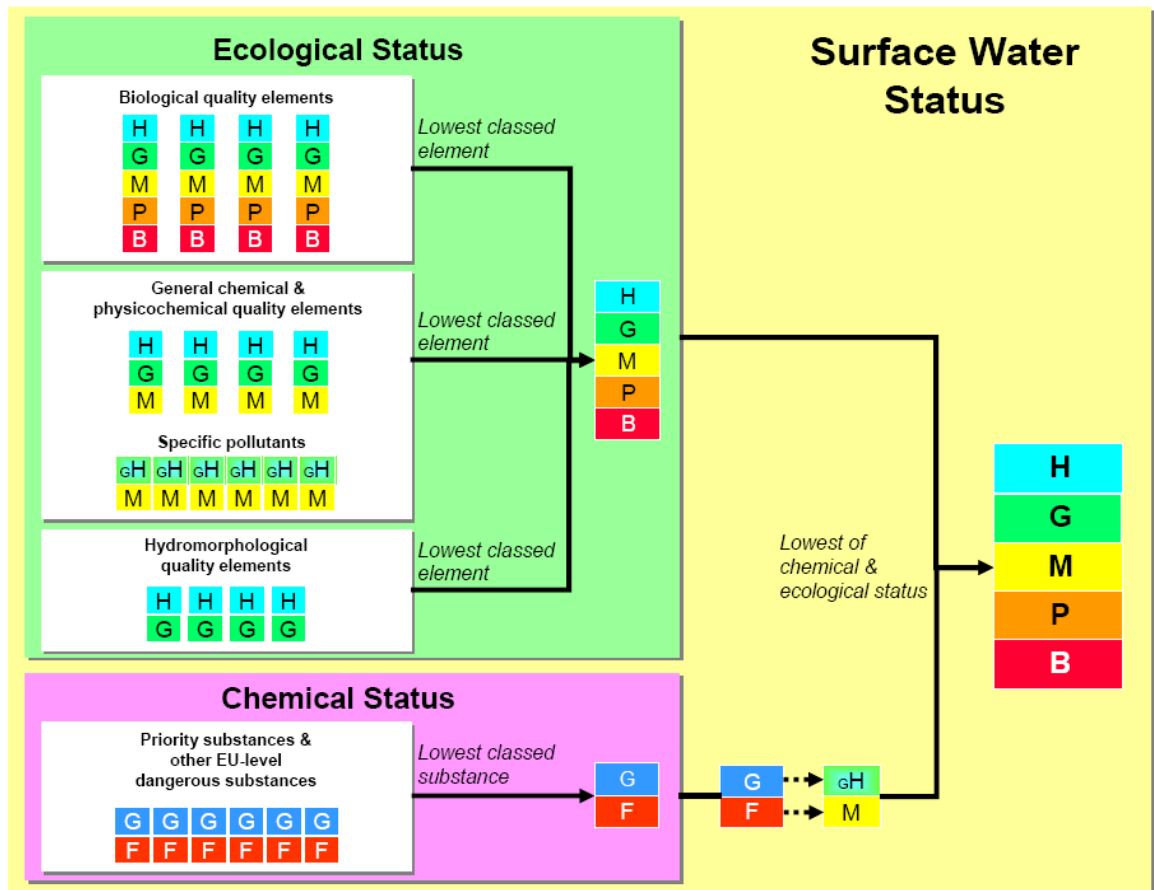 Ecological Status
Surface Water
Status
Biological quality elements
H H H H
G G G G
M M M M
P P P P
B B B B
Lowest classed
element
General chemical &
physicochemical quality elements
H H H H
G G G G
M M M M
Lowest classed
element
Specific pollutants
GH GH GH GH GH GH
M M M M M M
Hydromorphological
quality elements
H H H H
G G G G
Lowest classed
element
H
G
M
P
B
Lowest of
chemical &
ecological status
H
G
M
P
B
Chemical Status
Priority substances &
other EU-level
dangerous substances
G G G G G G
F F F F F F
Lowest classed
substance
G
F
G
F
GH
M